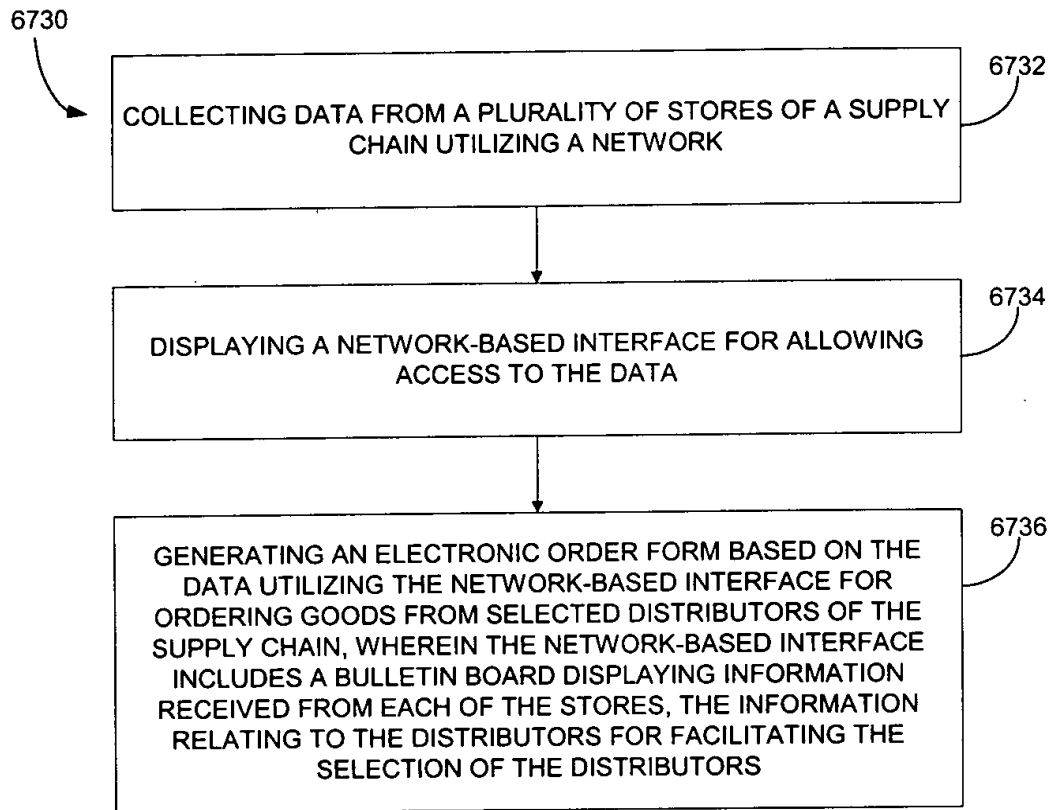 6730
6732
COLLECTING DATA FROM A PLURALITY OF STORES OF A SUPPLY
CHAIN UTILIZING A NETWORK
6734
DISPLAYING A NETWORK-BASED INTERFACE FOR ALLOWING
ACCESS TO THE DATA
6736
GENERATING AN ELECTRONIC ORDER FORM BASED ON THE
DATA UTILIZING THE NETWORK-BASED INTERFACE FOR
ORDERING GOODS FROM SELECTED DISTRIBUTORS OF THE
SUPPLY CHAIN, WHEREIN THE NETWORK-BASED INTERFACE
INCLUDES A BULLETIN BOARD DISPLAYING INFORMATION
RECEIVED FROM EACH OF THE STORES, THE INFORMATION
RELATING TO THE DISTRIBUTORS FOR FACILITATING THE
SELECTION OF THE DISTRIBUTORS